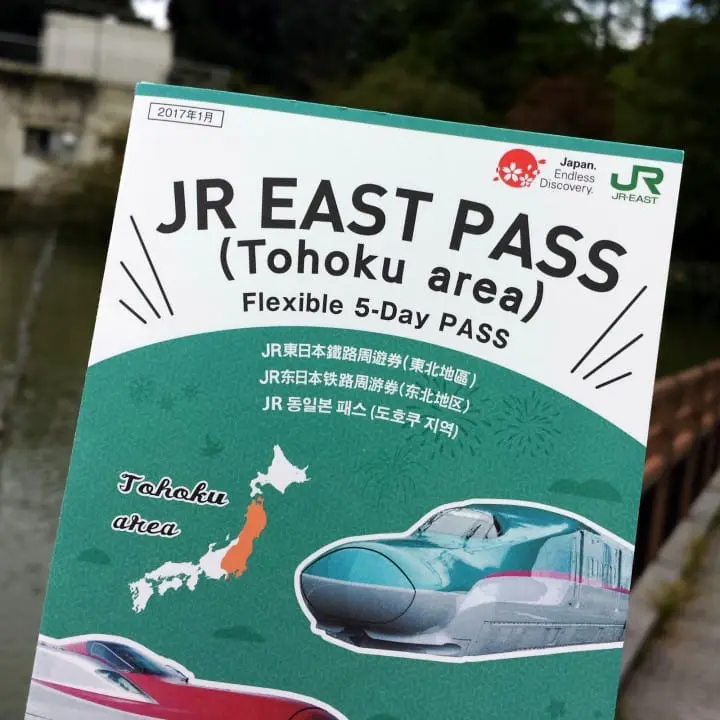 2017年1月
Japan.
Endless
Discovery.
JR
JR-EAST
JR EAST PASS
(Tohoku area)
Flexible 5-Day PASS
JR東日本鐵路周遊券(東北地區)
JR东日本铁路周游券(东北地区)
JR 동일본 패스 (도호쿠 지역)
Tohoku
area